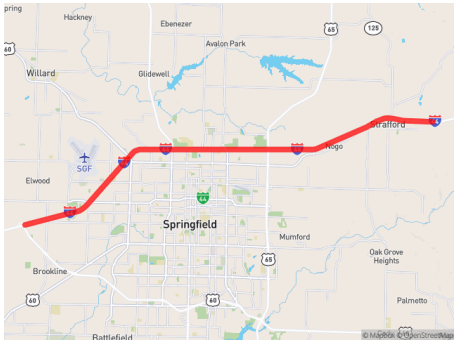 pring
Hackney
Ebenezer
65
125
60
Avalon Park
Willard
Glidewell
Strafford
Nogo
SGF
Elwood
44
Springfield
Mumford
65
Oak Grove
Heights
Brookline
60
60
Palmetto
Battlefield
© Mapbox © OpenStreetMap